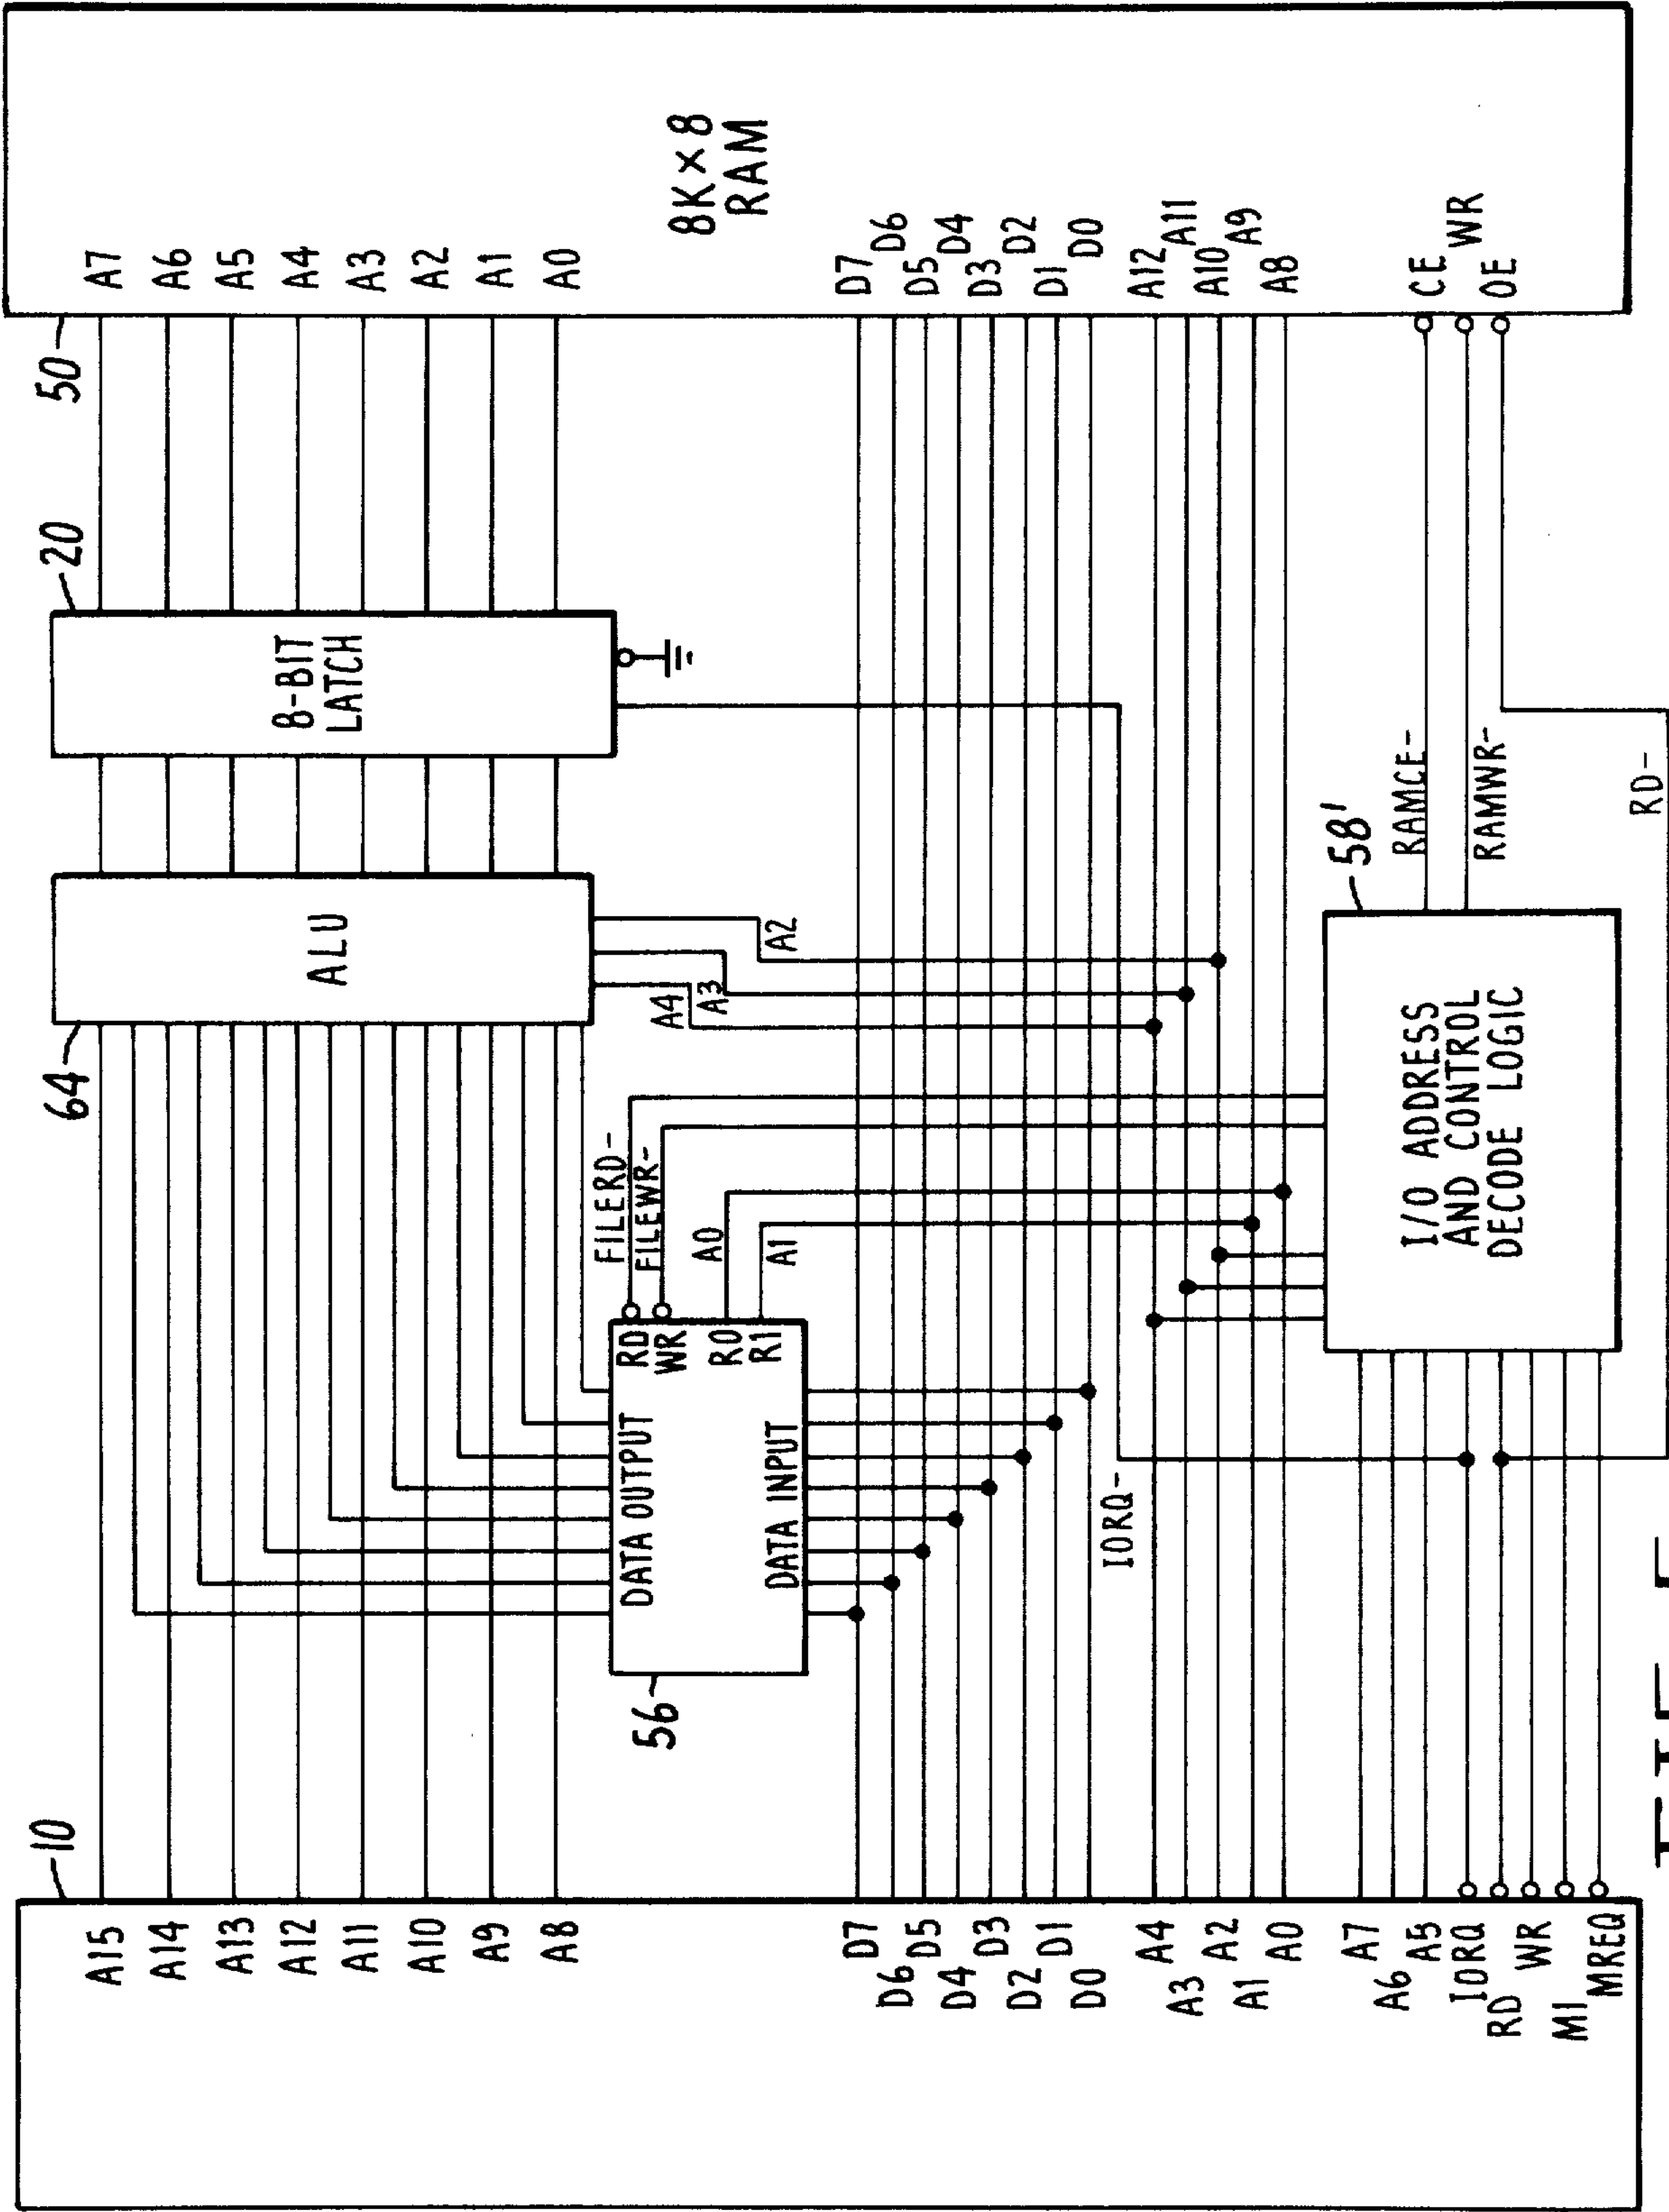 10
A15
A14
A13
A12
A11
A10
A9
A8
D7
D6
D5
D4
D3
D2
D1
D0
A4
A3
A2
A1
A0
A7
A6
A5
IORQ
RD
WR
M1
MREQ
56
DATA OUTPUT
DATA INPUT
RD
WR
R0
R1
FILERD-
FILEWR-
A0
A1
IORQ-
64
ALU
A4
A3
A2
I/O ADDRESS
AND CONTROL
DECODE LOGIC
58'
RAMCE-
RAMWR-
RD-
20
8-BIT
LATCH
50
A7
A6
A5
A4
A3
A2
A1
A0
D7
D6
D5
D4
D3
D2
D1
D0
A12
A11
A10
A9
A8
CE
WR
OE
8K×8
RAM